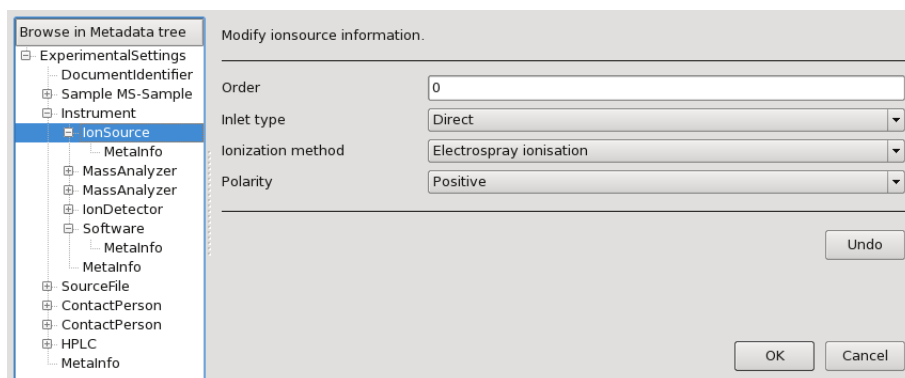 Browse in Metadata tree
ExperimentalSettings
DocumentIdentifier
Sample MS-Sample
Instrument
IonSource
MetaInfo
MassAnalyzer
MassAnalyzer
IonDetector
Software
MetaInfo
MetaInfo
SourceFile
ContactPerson
ContactPerson
HPLC
MetaInfo
Modify ionsource information.
Order 0
Inlet type Direct
Ionization method Electrospray ionisation
Polarity Positive
Undo
OK Cancel